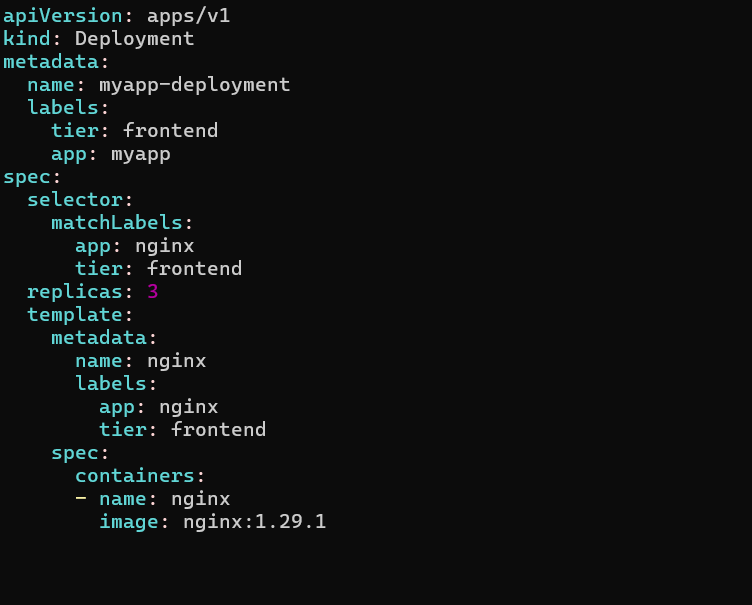 apiVersion: apps/v1
kind: Deployment
metadata:
  name: myapp-deployment
  labels:
    tier: frontend
    app: myapp
spec:
  selector:
    matchLabels:
      app: nginx
      tier: frontend
  replicas: 3
  template:
    metadata:
      name: nginx
      labels:
        app: nginx
        tier: frontend
    spec:
      containers:
      - name: nginx
        image: nginx:1.29.1